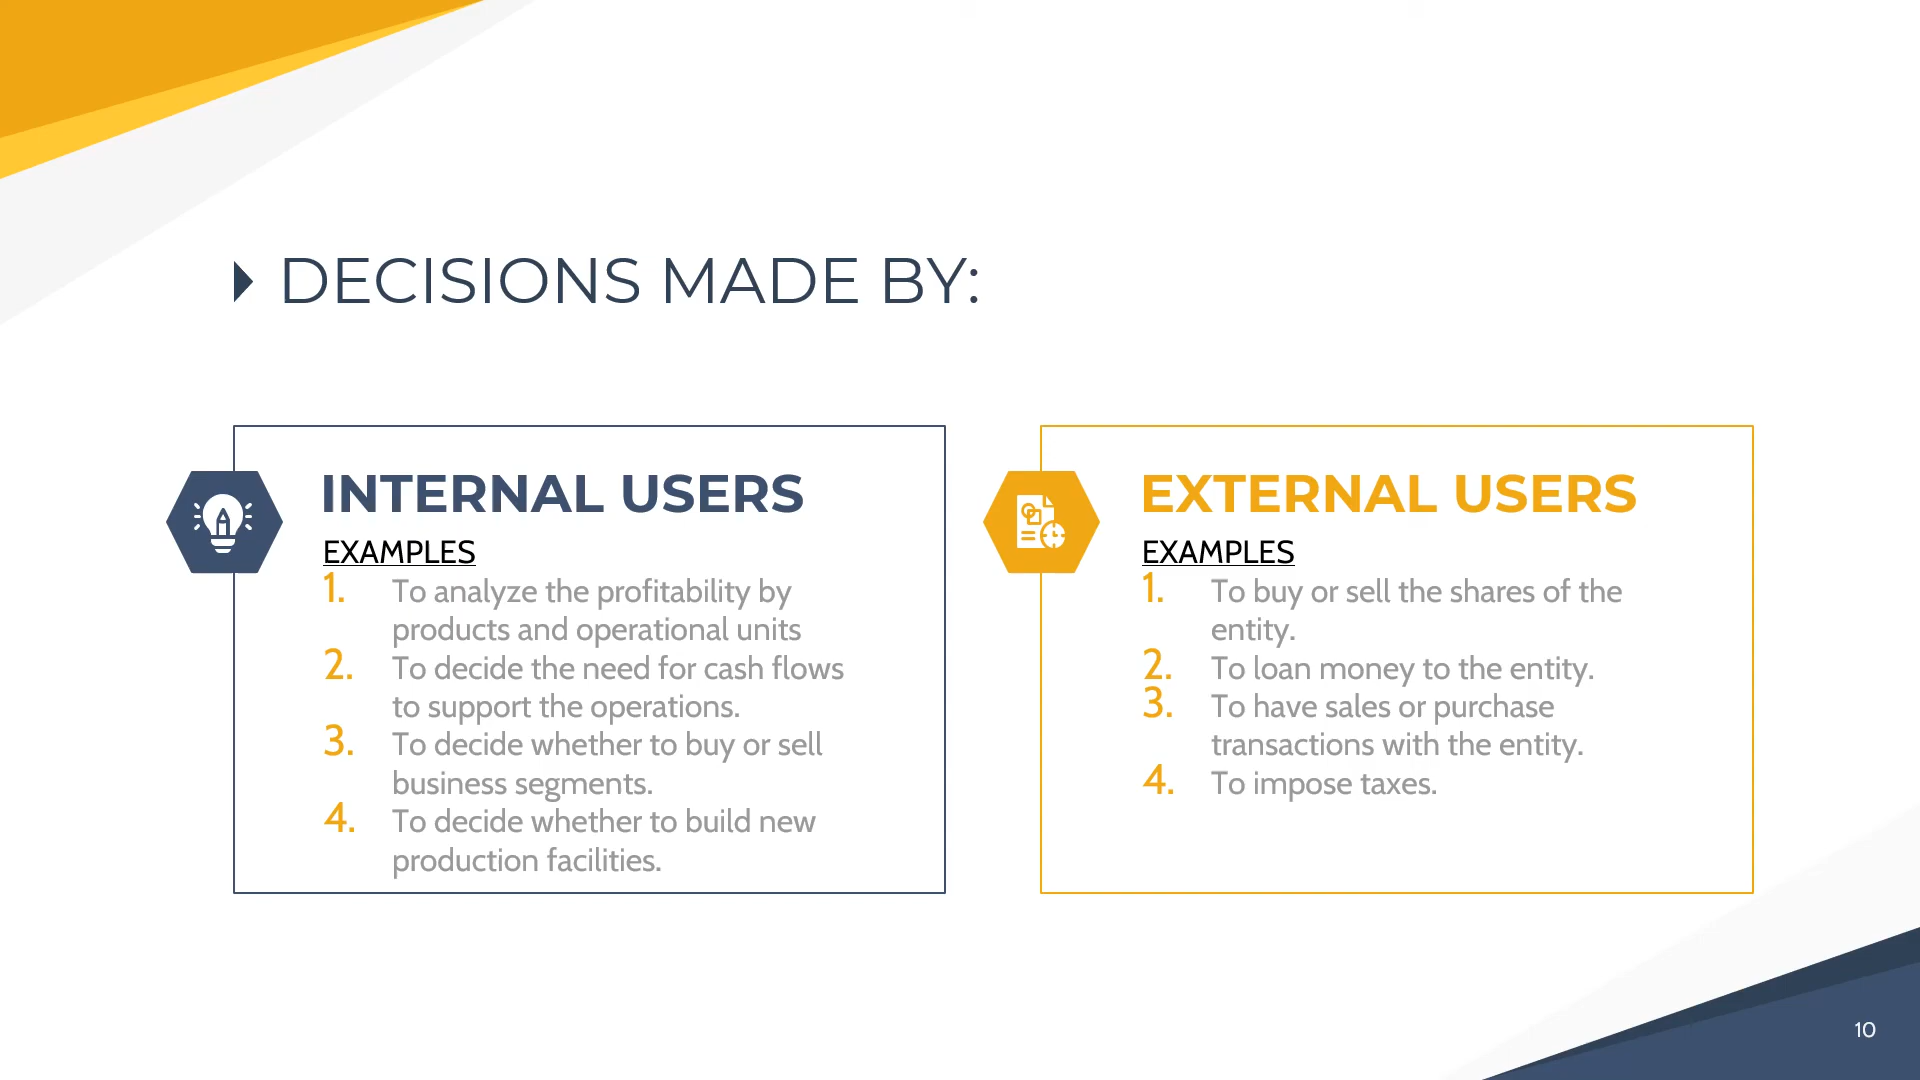 DECISIONS MADE BY:
INTERNAL USERS
EXAMPLES
1. To analyze the profitability by
products and operational units
2. To decide the need for cash flows
to support the operations.
3. To decide whether to buy or sell
business segments.
4. To decide whether to build new
production facilities.
EXTERNAL USERS
EXAMPLES
1. To buy or sell the shares of the
entity.
2. To loan money to the entity.
3. To have sales or purchase
transactions with the entity.
4. To impose taxes.
10